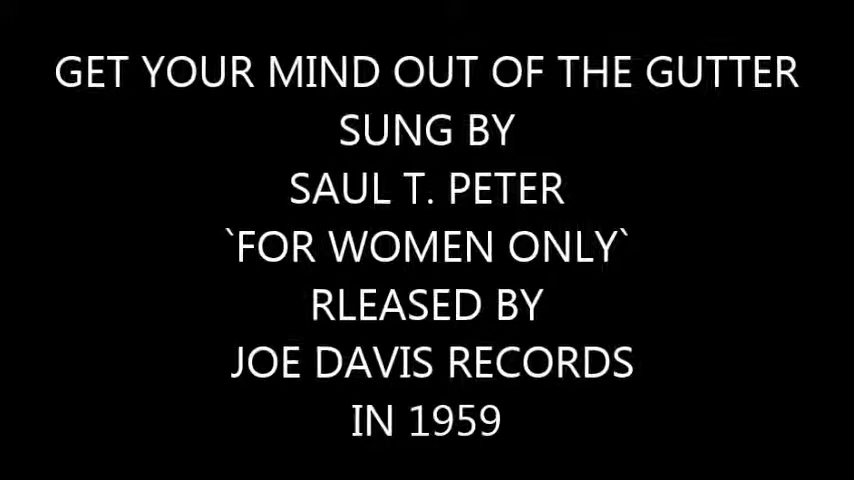 GET YOUR MIND OUT OF THE GUTTER
SUNG BY
SAUL T. PETER
`FOR WOMEN ONLY`
RLEASED BY
JOE DAVIS RECORDS
IN 1959